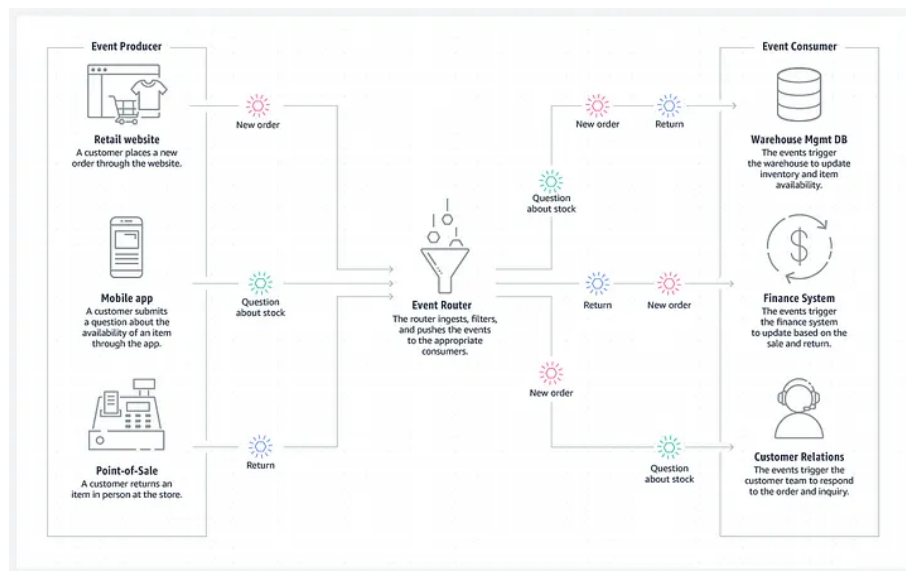 Event Producer
Retail website
A customer places a new
order through the website.
Mobile app
A customer submits
a question about the
availability of an item
through the app.
Point-of-Sale
A customer returns an
item in person at the store.
New order
Question
about stock
Return
Event Router
The router ingests, filters,
and pushes the events
to the appropriate
consumers.
New order
Return
Question
about stock
Return
New order
New order
Question
about stock
Event Consumer
Warehouse Mgmt DB
The events trigger
the warehouse to update
inventory and item
availability.
Finance System
The events trigger
the finance system
to update based on the
sale and return.
Customer Relations
The events trigger the
customer team to respond
to the order and inquiry.